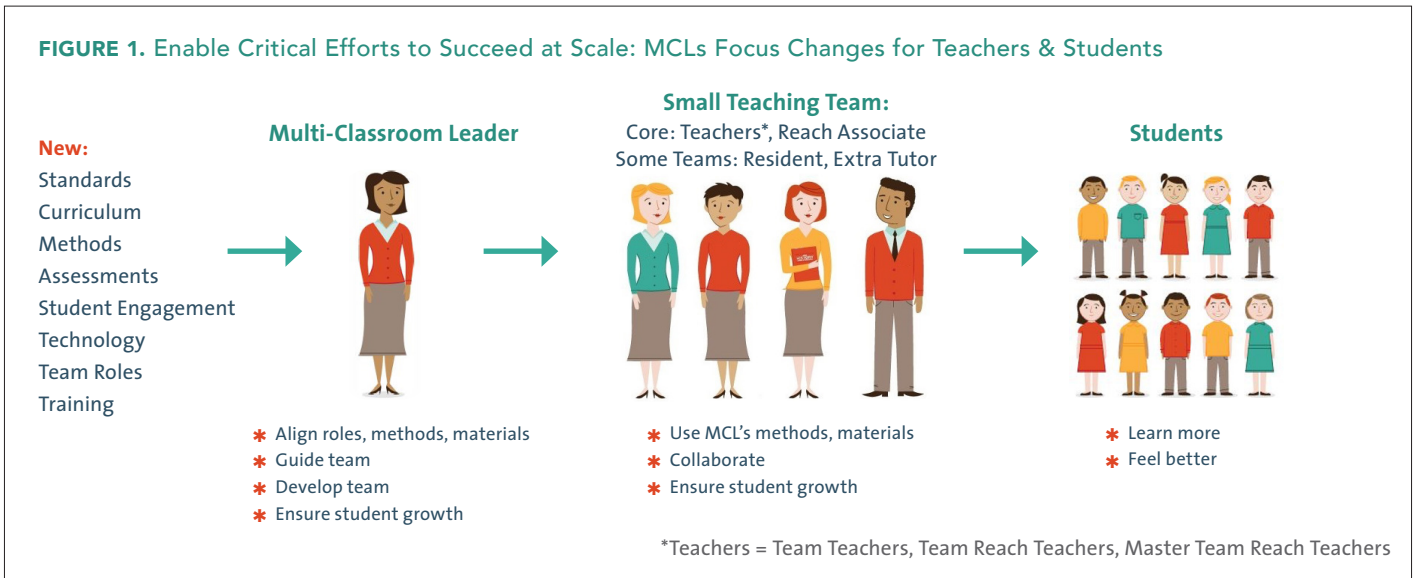 FIGURE 1. Enable Critical Efforts to Succeed at Scale: MCLs Focus Changes for Teachers & Students
New:
Standards
Curriculum
Methods
Assessments
Student Engagement
Technology
Team Roles
Training
Multi-Classroom Leader
* Align roles, methods, materials
* Guide team
* Develop team
* Ensure student growth
Small Teaching Team:
Core: Teachers*, Reach Associate
Some Teams: Resident, Extra Tutor
* Use MCL’s methods, materials
* Collaborate
* Ensure student growth
Students
* Learn more
* Feel better
*Teachers = Team Teachers, Team Reach Teachers, Master Team Reach Teachers